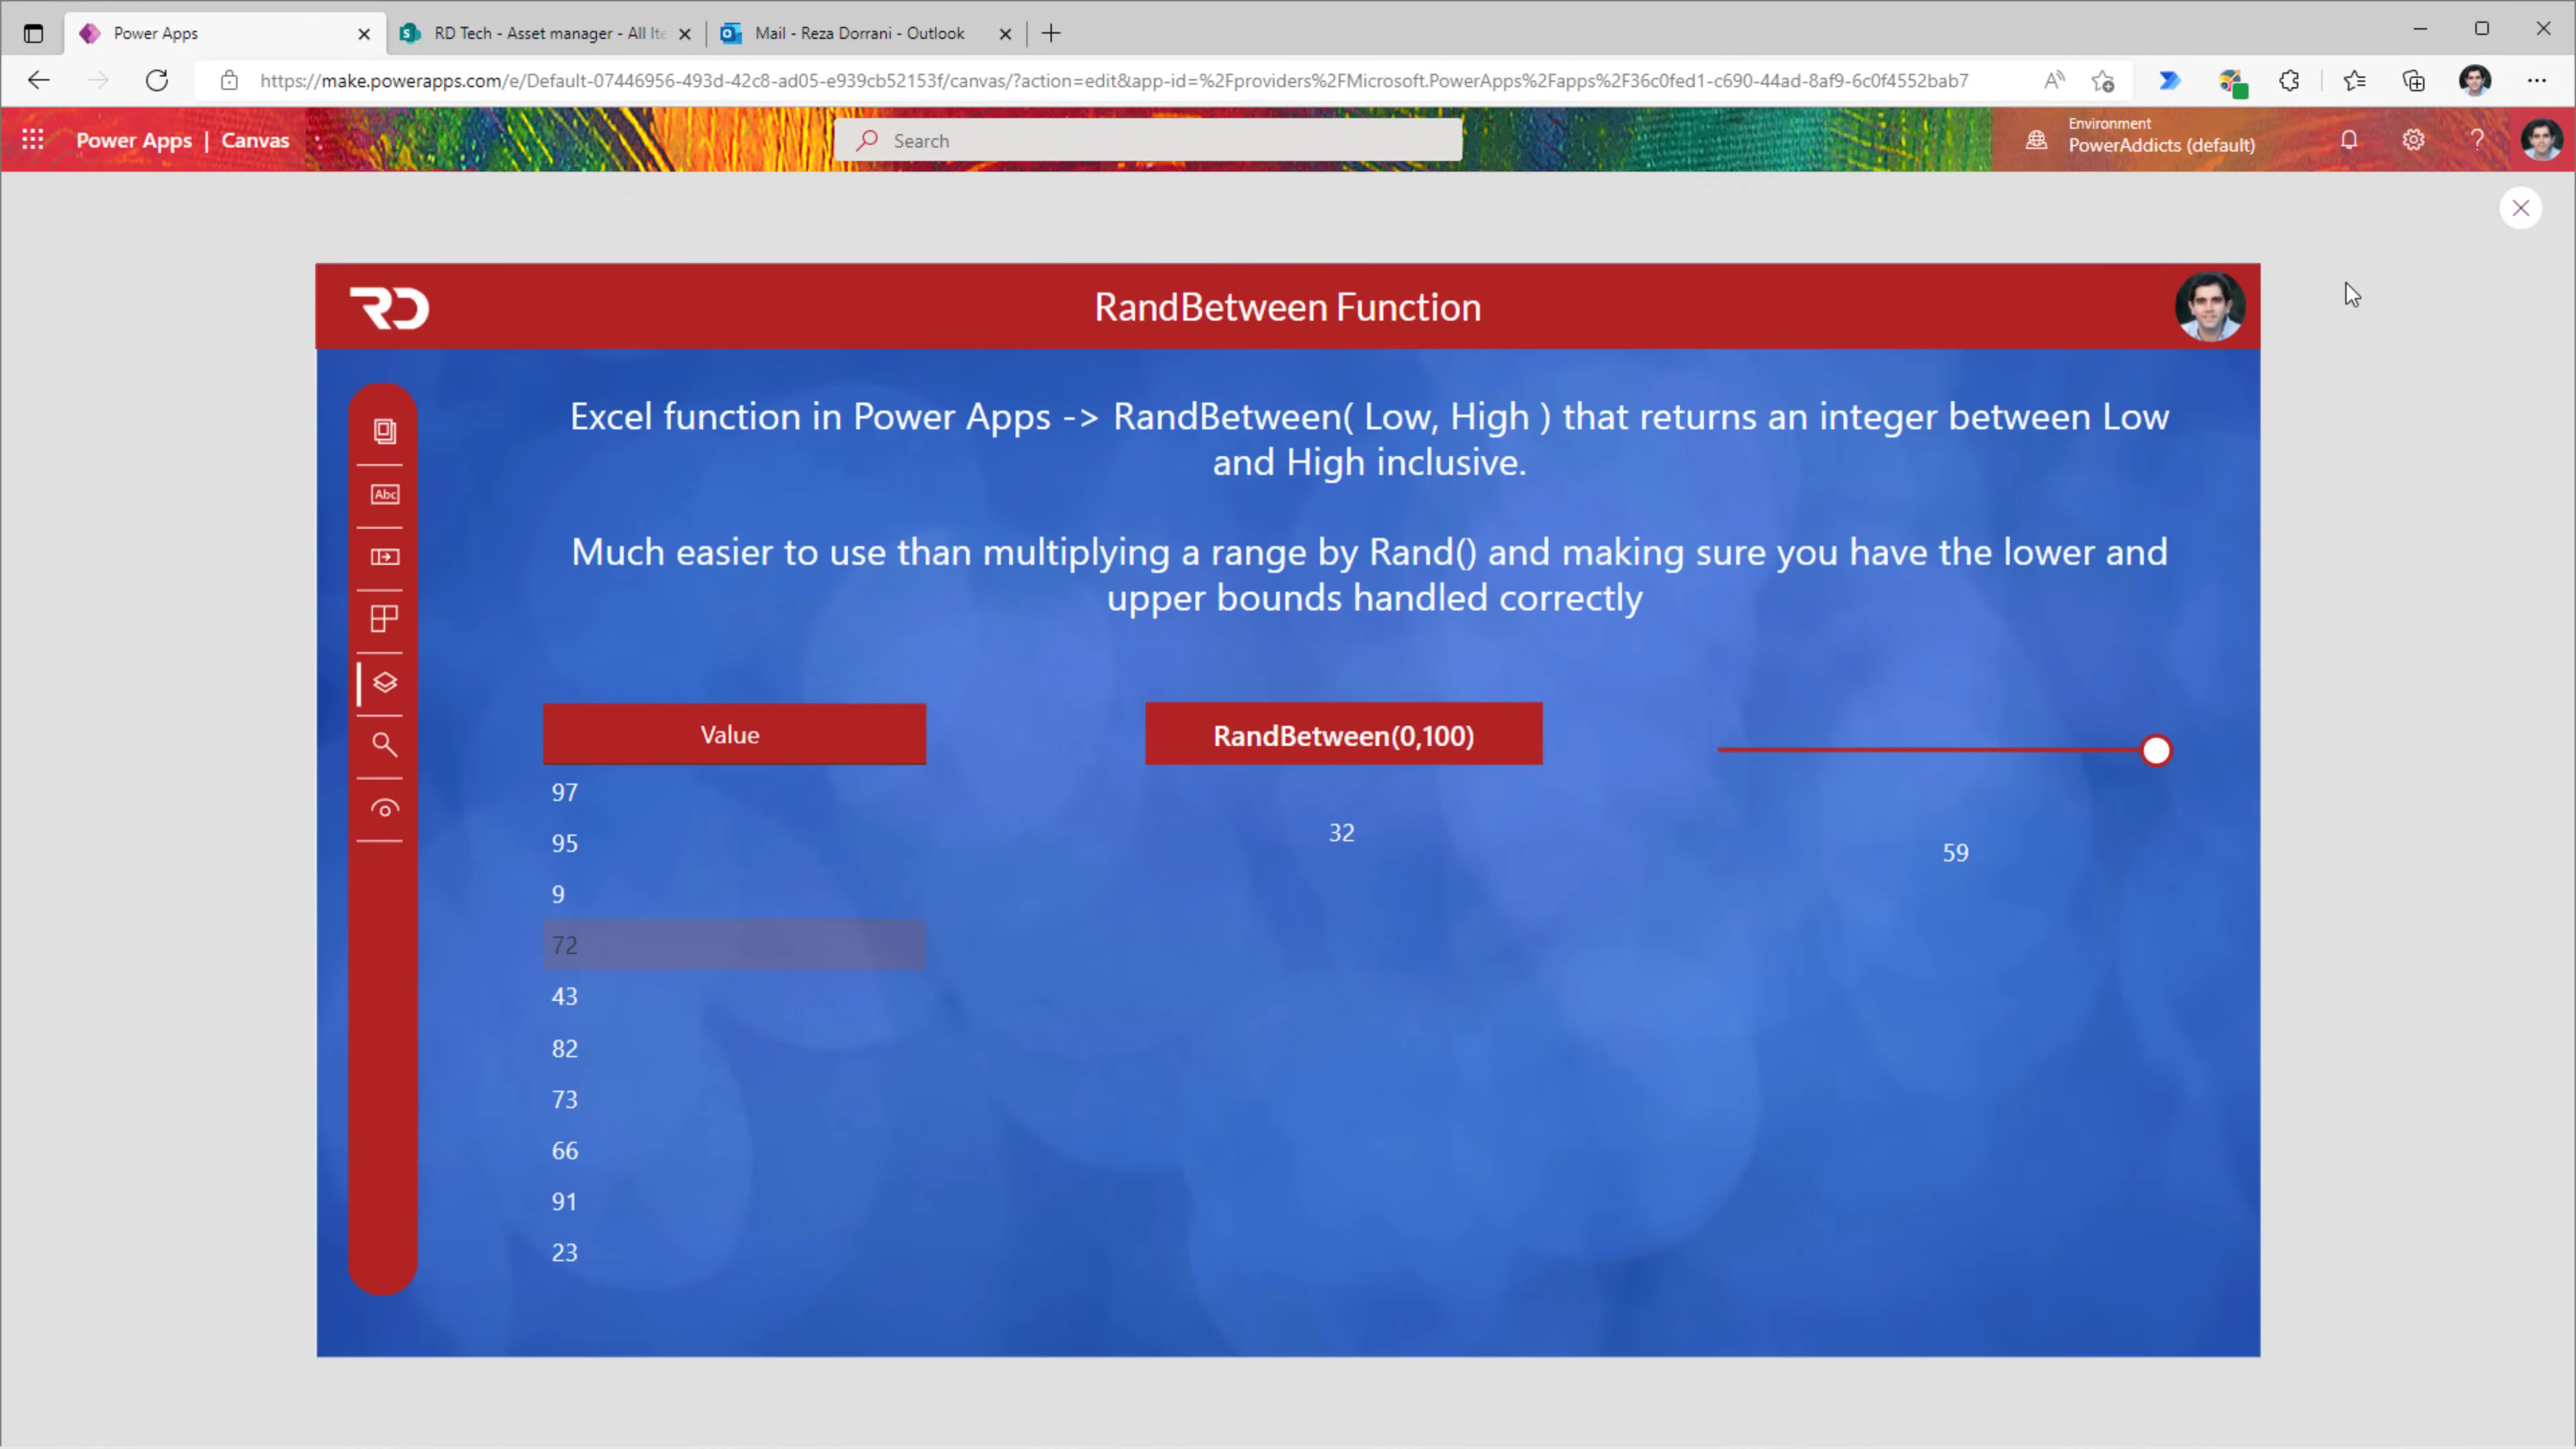 Power Apps
RD Tech - Asset manager - All Ite
Mail - Reza Dorrani - Outlook
https://make.powerapps.com/e/Default-07446956-493d-42c8-ad05-e939cb52153f/canvas/?action=edit&app-id=%2Fproviders%2FMicrosoft.PowerApps%2Fapps%2F36c0fed1-c690-44ad-8af9-6c0f4552bab7
Power Apps | Canvas
Search
Environment
PowerAddicts (default)
RD
RandBetween Function
Excel function in Power Apps -> RandBetween( Low, High ) that returns an integer between Low
and High inclusive.
Much easier to use than multiplying a range by Rand() and making sure you have the lower and
upper bounds handled correctly
Abc
Value
97
95
9
72
43
82
73
66
91
23
RandBetween(0,100)
32
59